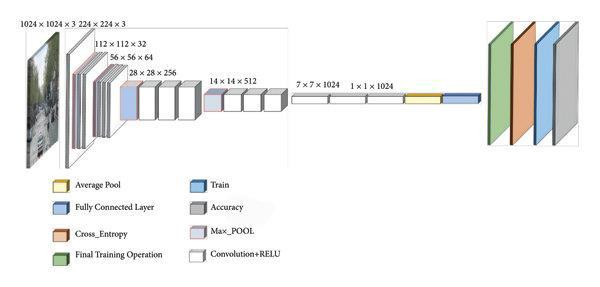 1024 × 1024 × 3 224 × 224 × 3
112 × 112 × 32
56 × 56 × 64
28 × 28 × 256
14 × 14 × 512
7 × 7 × 1024 1 × 1 × 1024
Average Pool
Train
Fully Connected Layer
Accuracy
Cross_Entropy
Max_POOL
Final Training Operation
Convolution+RELU